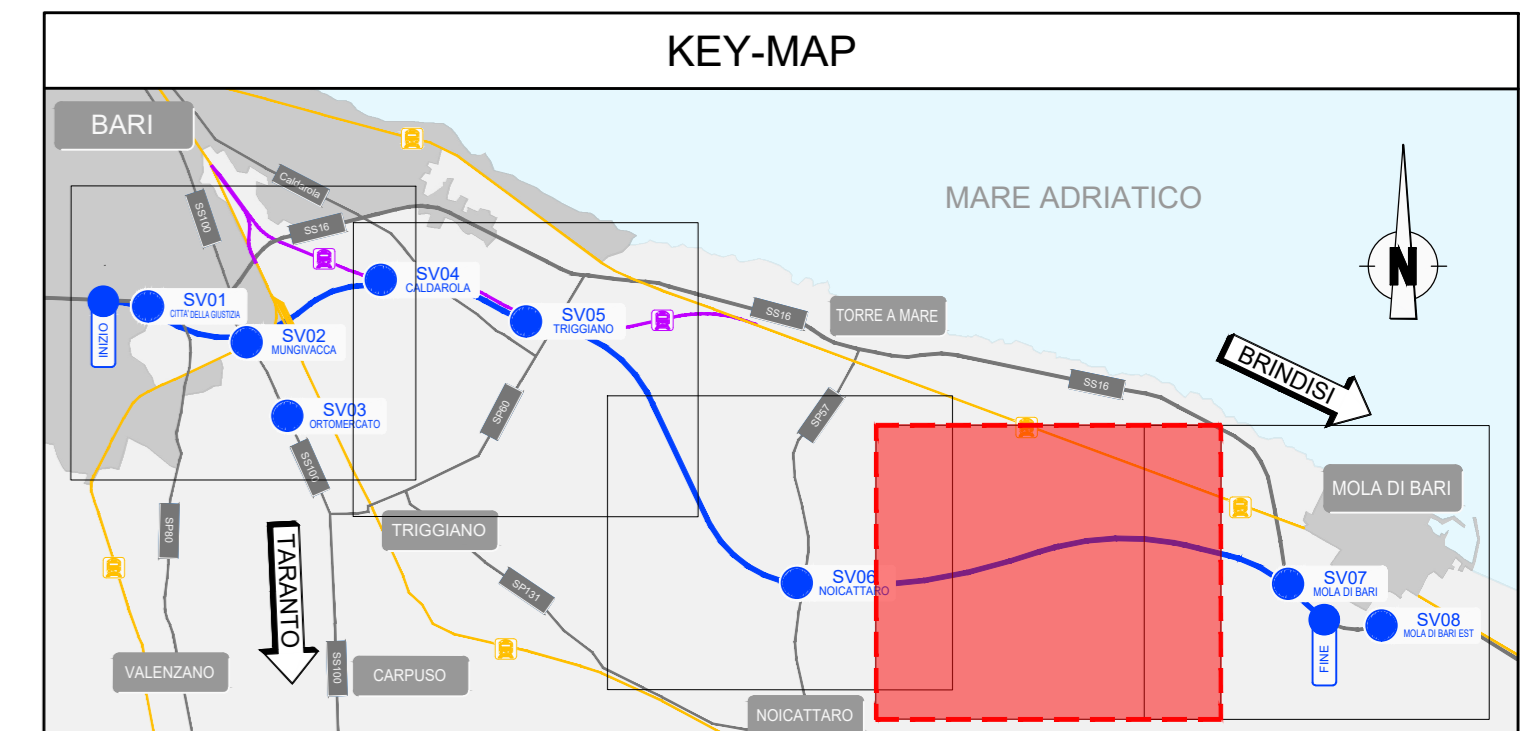 KEY-MAP
BARI
MARE ADRIATICO
Caldarola
SS100
SS16
N
SV04
CALDAROLA
SV01
CITTA' DELLA GIUSTIZIA
SV05
TRIGGIANO
SS16
TORRE A MARE
INIZIO
SV02
MUNGIVACCA
BRINDISI
SS16
SV03
ORTOMERCATO
SP60
SP57
SS100
MOLA DI BARI
SP80
TRIGGIANO
TARANTO
SV06
NOICATTARO
SV07
MOLA DI BARI
SP131
SV08
MOLA DI BARI EST
FINE
VALENZANO
SS100
CARPUSO
NOICATTARO